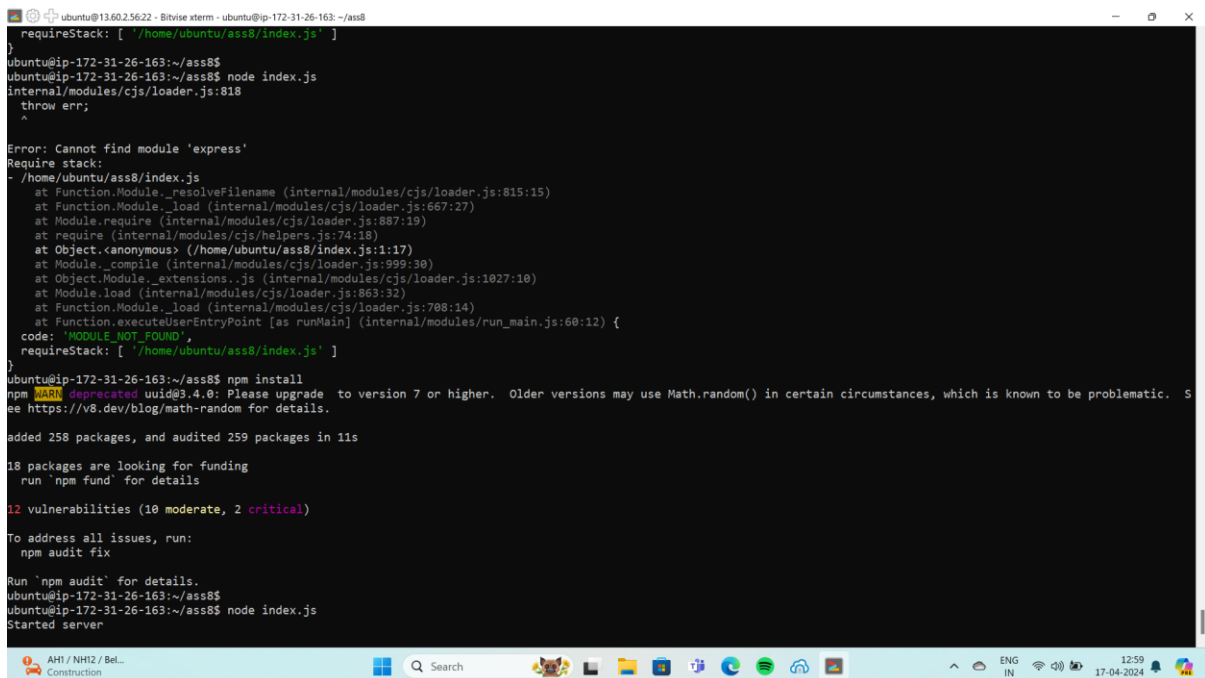 ubuntu@13.60.2.56:22 - Bitvise xterm - ubuntu@ip-172-31-26-163: ~/ass8
  requireStack: [ '/home/ubuntu/ass8/index.js' ]
}
ubuntu@ip-172-31-26-163:~/ass8$
ubuntu@ip-172-31-26-163:~/ass8$ node index.js
internal/modules/cjs/loader.js:818
  throw err;
  ^
Error: Cannot find module 'express'
Require stack:
- /home/ubuntu/ass8/index.js
    at Function.Module._resolveFilename (internal/modules/cjs/loader.js:815:15)
    at Function.Module._load (internal/modules/cjs/loader.js:667:27)
    at Module.require (internal/modules/cjs/loader.js:887:19)
    at require (internal/modules/cjs/helpers.js:74:18)
    at Object.<anonymous> (/home/ubuntu/ass8/index.js:1:17)
    at Module._compile (internal/modules/cjs/loader.js:999:30)
    at Object.Module._extensions..js (internal/modules/cjs/loader.js:1027:10)
    at Module.load (internal/modules/cjs/loader.js:863:32)
    at Function.Module._load (internal/modules/cjs/loader.js:708:14)
    at Function.executeUserEntryPoint [as runMain] (internal/modules/run_main.js:60:12) {
  code: 'MODULE_NOT_FOUND',
  requireStack: [ '/home/ubuntu/ass8/index.js' ]
}
ubuntu@ip-172-31-26-163:~/ass8$ npm install
npm WARN deprecated uuid@3.4.0: Please upgrade  to version 7 or higher.  Older versions may use Math.random() in certain circumstances, which is known to be problematic.  S
ee https://v8.dev/blog/math-random for details.
added 258 packages, and audited 259 packages in 11s
18 packages are looking for funding
  run `npm fund` for details
12 vulnerabilities (10 moderate, 2 critical)
To address all issues, run:
  npm audit fix
Run `npm audit` for details.
ubuntu@ip-172-31-26-163:~/ass8$
ubuntu@ip-172-31-26-163:~/ass8$ node index.js
Started server
AH1 / NH12 / Bel...
Construction
Search
ENG
IN
12:59
17-04-2024
PRE